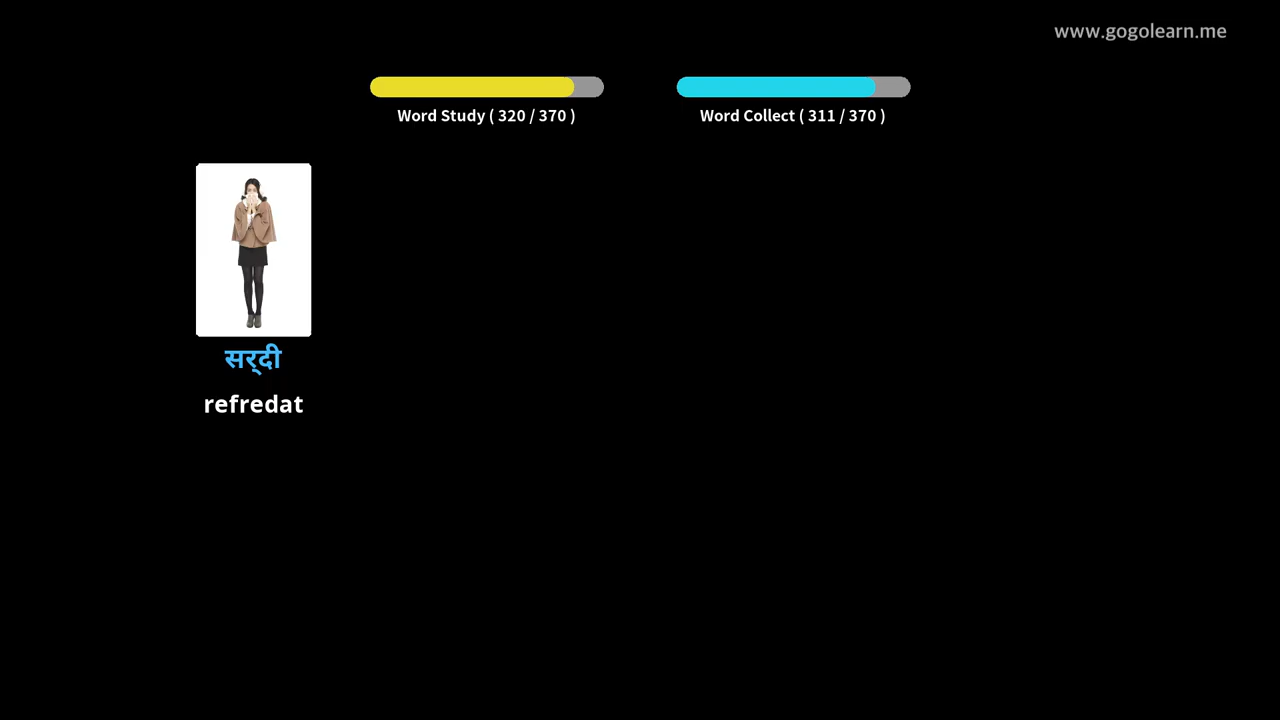 www.gogolearn.me
Word Study ( 320 / 370 )
Word Collect ( 311 / 370 )
सर्दी
refredat